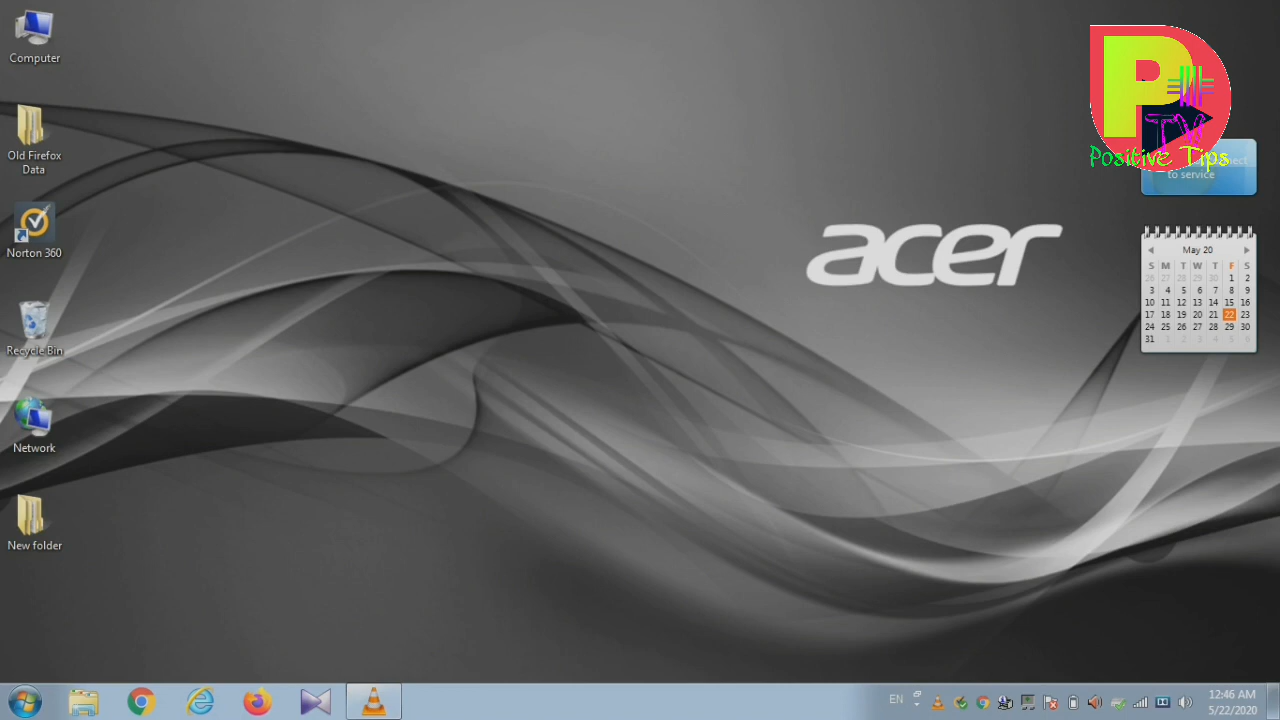 Computer
Old Firefox
Data
Norton 360
Recycle Bin
Network
New folder
P
TV
Positive Tips
to service
acer
May 20
S M T W T F S
26 27 28 29 30 1 2
3 4 5 6 7 8 9
10 11 12 13 14 15 16
17 18 19 20 21 22 23
24 25 26 27 28 29 30
31 1 2 3 4 5 6
EN
12:46 AM
5/22/2020